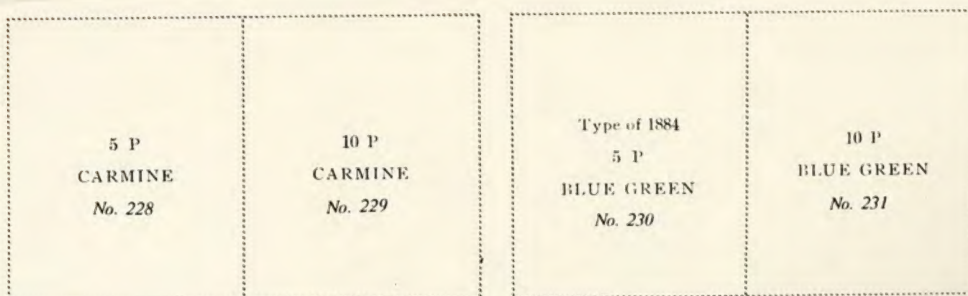 5 P
CARMINE
No. 228
10 P
CARMINE
No. 229
Type of 1884
5 P
BLUE GREEN
No. 230
10 P
BLUE GREEN
No. 231